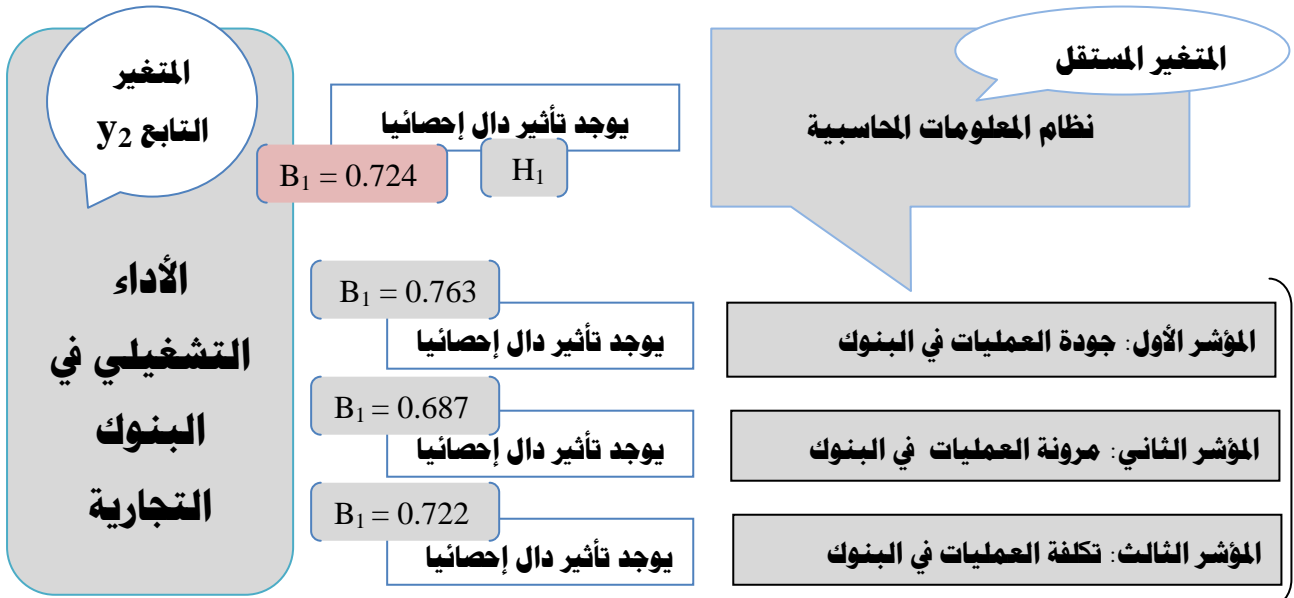 المتغير المستقل
نظام المعلومات المحاسبية
يوجد تأثير دال إحصائيا
H₁
B₁ = 0.724
المتغير
التابع y₂
الأداء
التشغيلي في
البنوك
التجارية
المؤشر الأول: جودة العمليات في البنوك
B₁ = 0.763
يوجد تأثير دال إحصائيا
المؤشر الثاني: مرونة العمليات في البنوك
B₁ = 0.687
يوجد تأثير دال إحصائيا
المؤشر الثالث: تكلفة العمليات في البنوك
B₁ = 0.722
يوجد تأثير دال إحصائيا